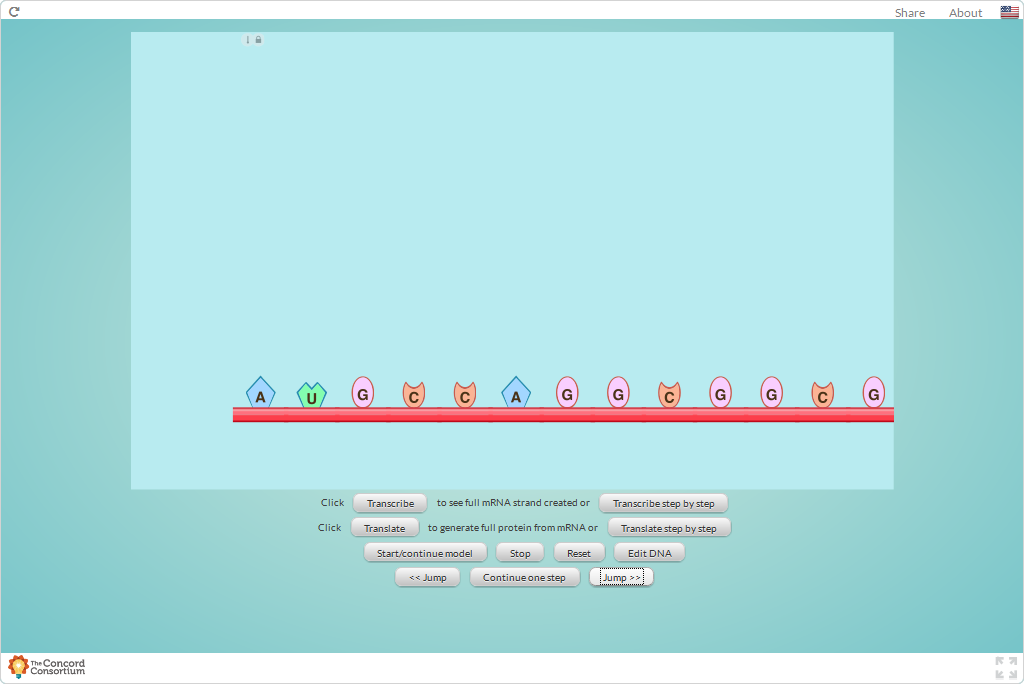 Share About
A U G C C A G G C G G C G
Click Transcribe to see full mRNA strand created or Transcribe step by step
Click Translate to generate full protein from mRNA or Translate step by step
Start/continue model Stop Reset Edit DNA
<< Jump Continue one step Jump >>
The Concord
Consortium